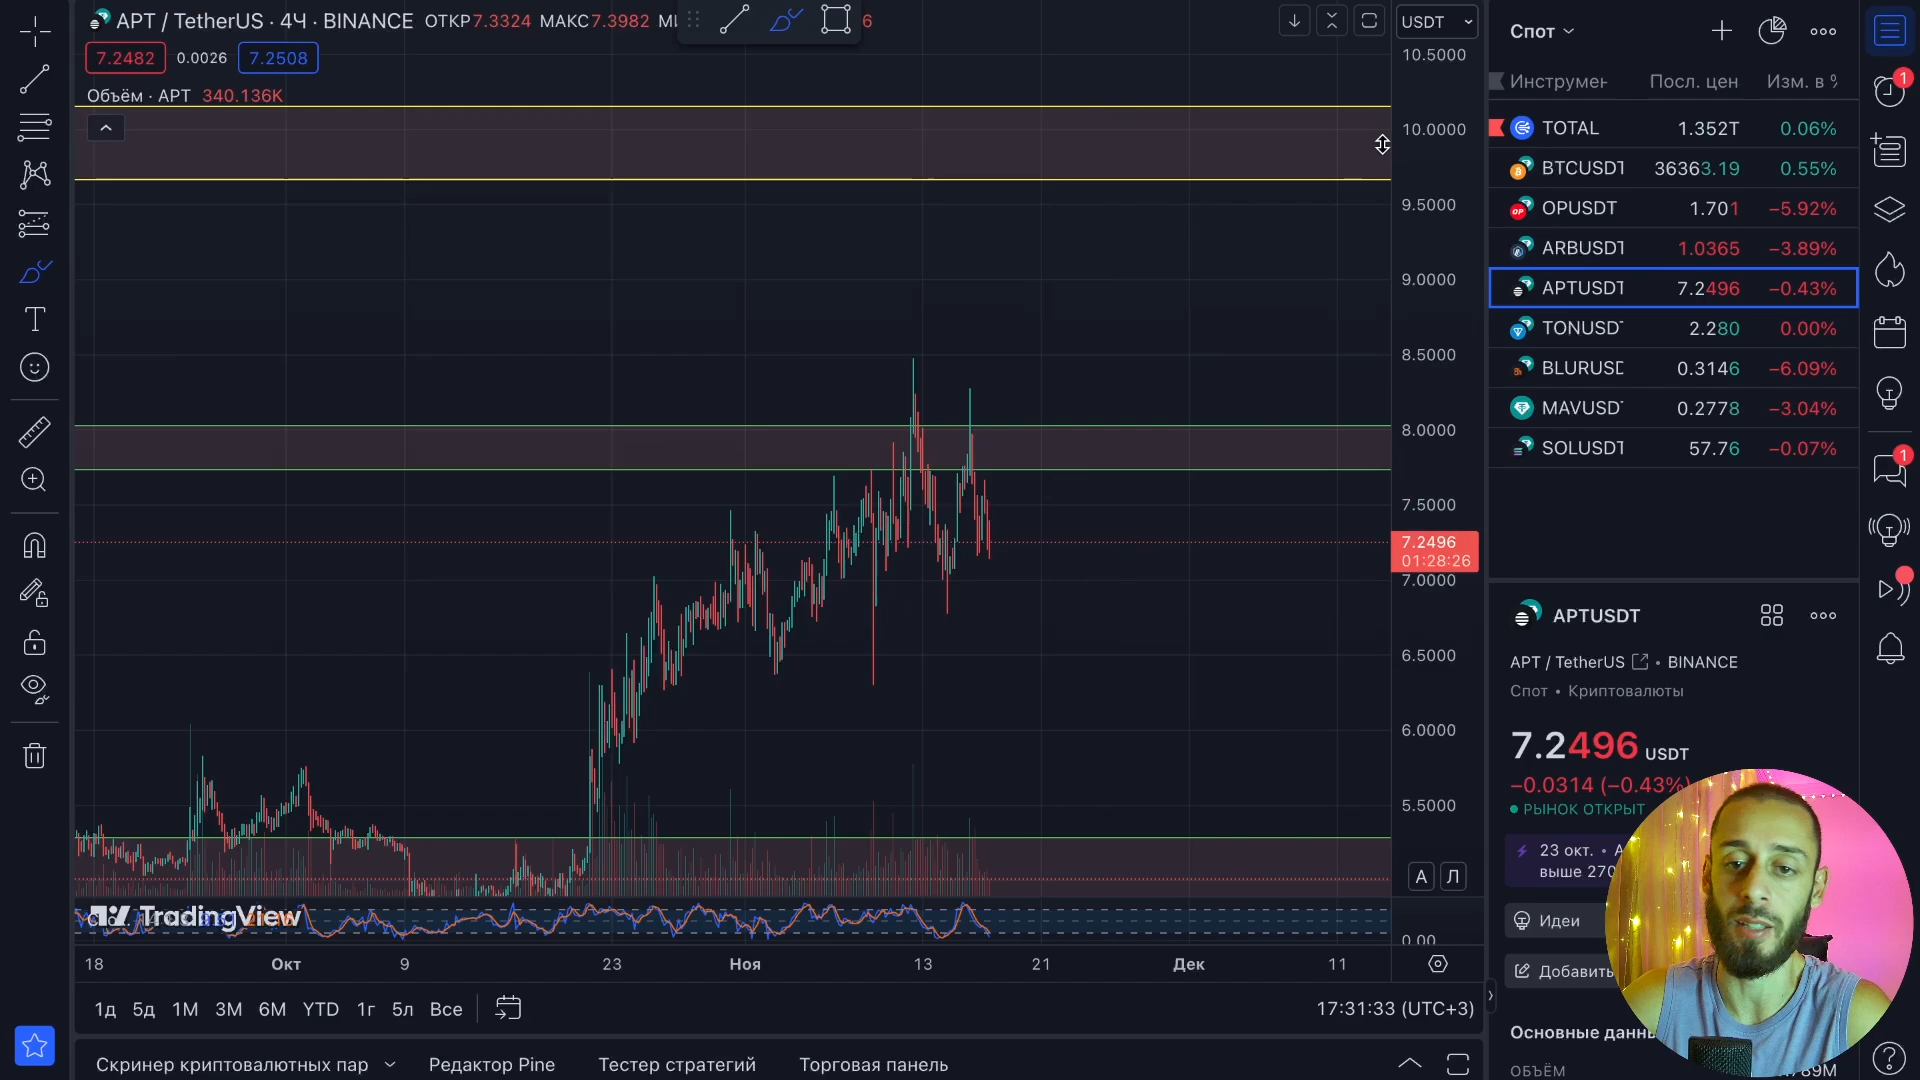 APT / TetherUS · 4Ч · BINANCE ОТКР7.3324 МАКС7.3982 МИ 6
7.2482 0.0026 7.2508
Объём · APT 340.136K
USDT
10.5000
10.0000
9.5000
9.0000
8.5000
8.0000
7.5000
7.2496
01:28:26
7.0000
6.5000
6.0000
5.5000
А Л
0.00
TradingView
18 Окт 9 23 Ноя 13 21 Дек 11
1д 5д 1М 3М 6М YTD 1г 5л Все
17:31:33 (UTC+3)
Скринер криптовалютных пар Редактор Pine Тестер стратегий Торговая панель
Спот
Инструмен Посл. цен Изм. в %
TOTAL 1.352T 0.06%
BTCUSDT 36363.19 0.55%
OPUSDT 1.701 −5.92%
ARBUSDT 1.0365 −3.89%
APTUSDT 7.2496 −0.43%
TONUSD 2.280 0.00%
BLURUSD 0.3146 −6.09%
MAVUSD 0.2778 −3.04%
SOLUSDT 57.76 −0.07%
1
1
APTUSDT
APT / TetherUS • BINANCE
Спот • Криптовалюты
7.2496 USDT
−0.0314 (−0.43%)
РЫНОК ОТКРЫТ
23 окт. • A
выше 270
Идеи
Добавить
Основные данны
ОБЪЁМ 789M